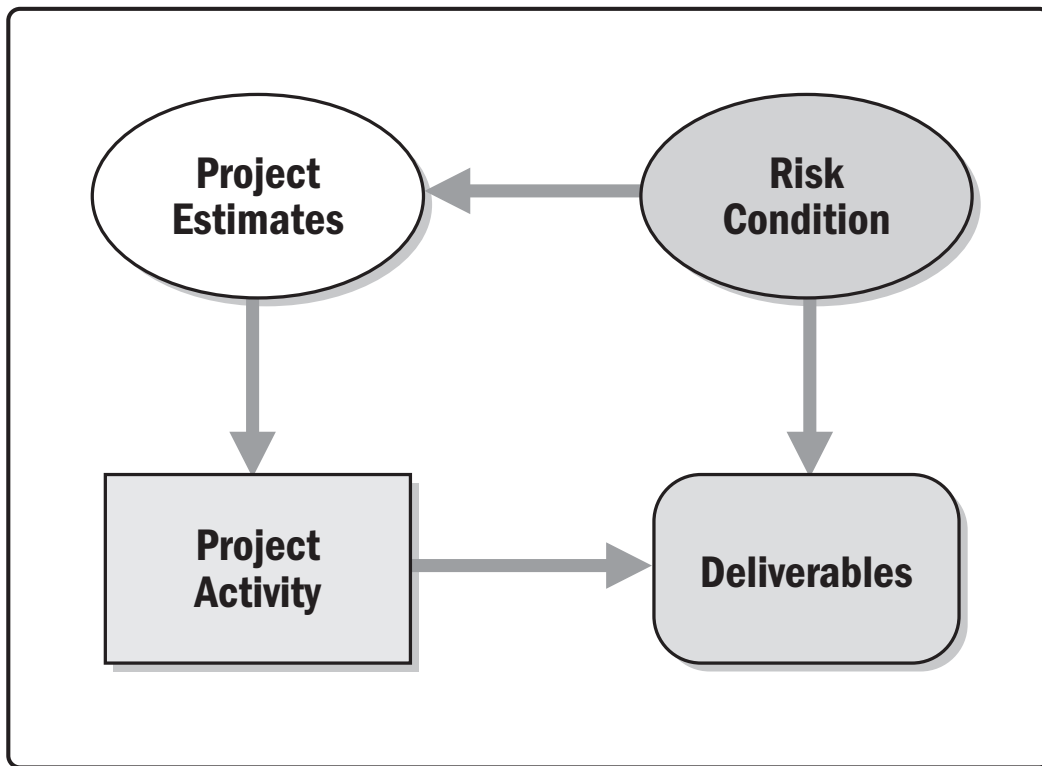 Project
Estimates
Risk
Condition
Project
Activity
Deliverables